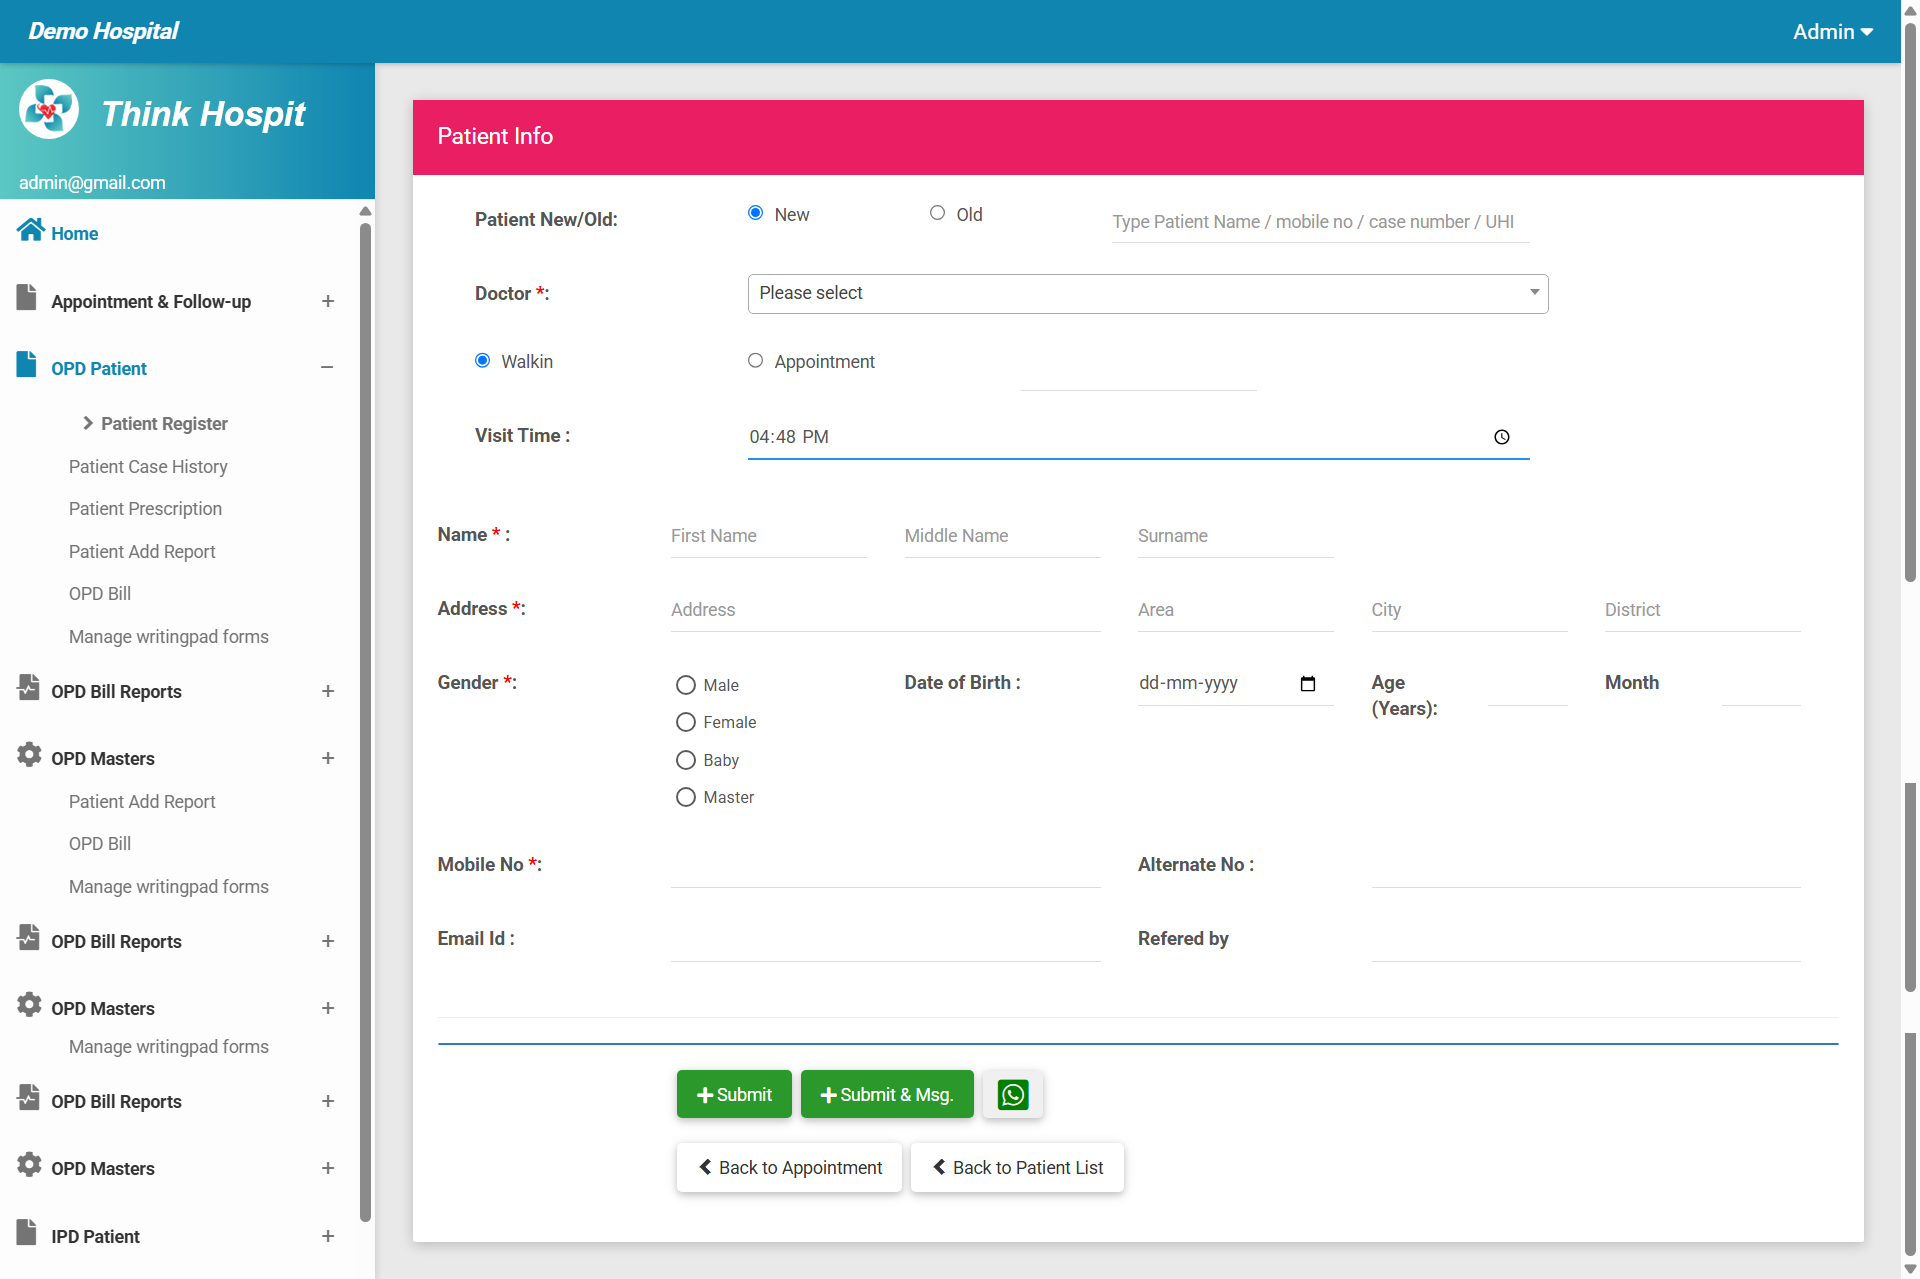 Demo Hospital
Admin
Think Hospit
admin@gmail.com
Home
Appointment & Follow-up +
OPD Patient −
Patient Register
Patient Case History
Patient Prescription
Patient Add Report
OPD Bill
Manage writingpad forms
OPD Bill Reports +
OPD Masters +
Patient Add Report
OPD Bill
Manage writingpad forms
OPD Bill Reports +
OPD Masters +
Manage writingpad forms
OPD Bill Reports +
OPD Masters +
IPD Patient +
Patient Info
Patient New/Old: New Old Type Patient Name / mobile no / case number / UHI
Doctor *: Please select
Walkin Appointment
Visit Time : 04:48 PM
Name * : First Name Middle Name Surname
Address *: Address Area City District
Gender *: Male Date of Birth : dd-mm-yyyy Age (Years): Month
Female
Baby
Master
Mobile No *: Alternate No :
Email Id : Refered by
Submit Submit & Msg.
Back to Appointment Back to Patient List